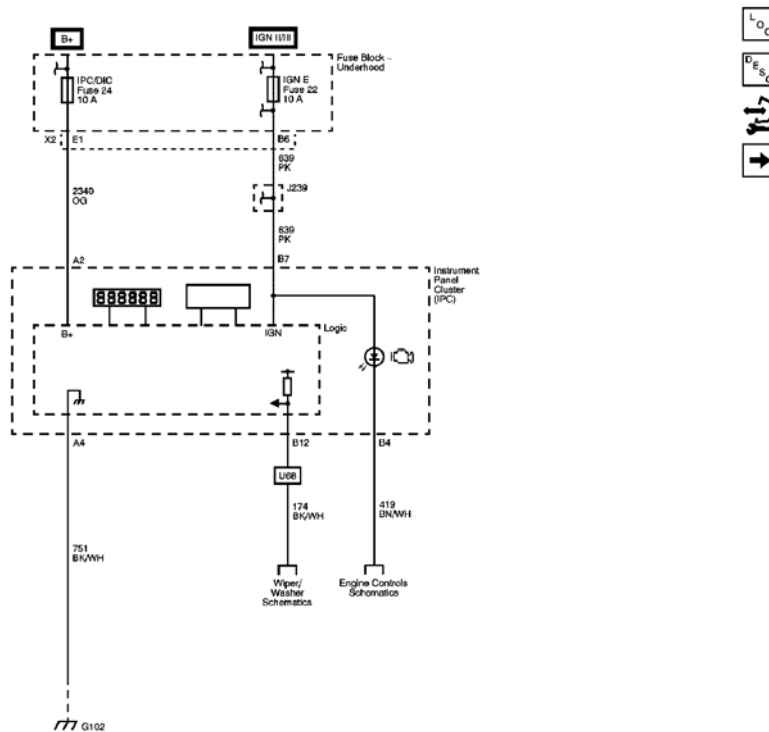 B+
IGN II/III
Fuse Block –
Underhood
IPC/DIC
Fuse 24
10 A
IGN E
Fuse 22
10 A
X2
E1
B6
639
PK
2340
OG
J239
639
PK
A2
B7
Instrument
Panel
Cluster
(IPC)
888888
B+
IGN
Logic
A4
B12
B4
U68
174
BK/WH
419
BN/WH
751
BK/WH
Wiper/
Washer
Schematics
Engine Controls
Schematics
G102
L O C
D E S C